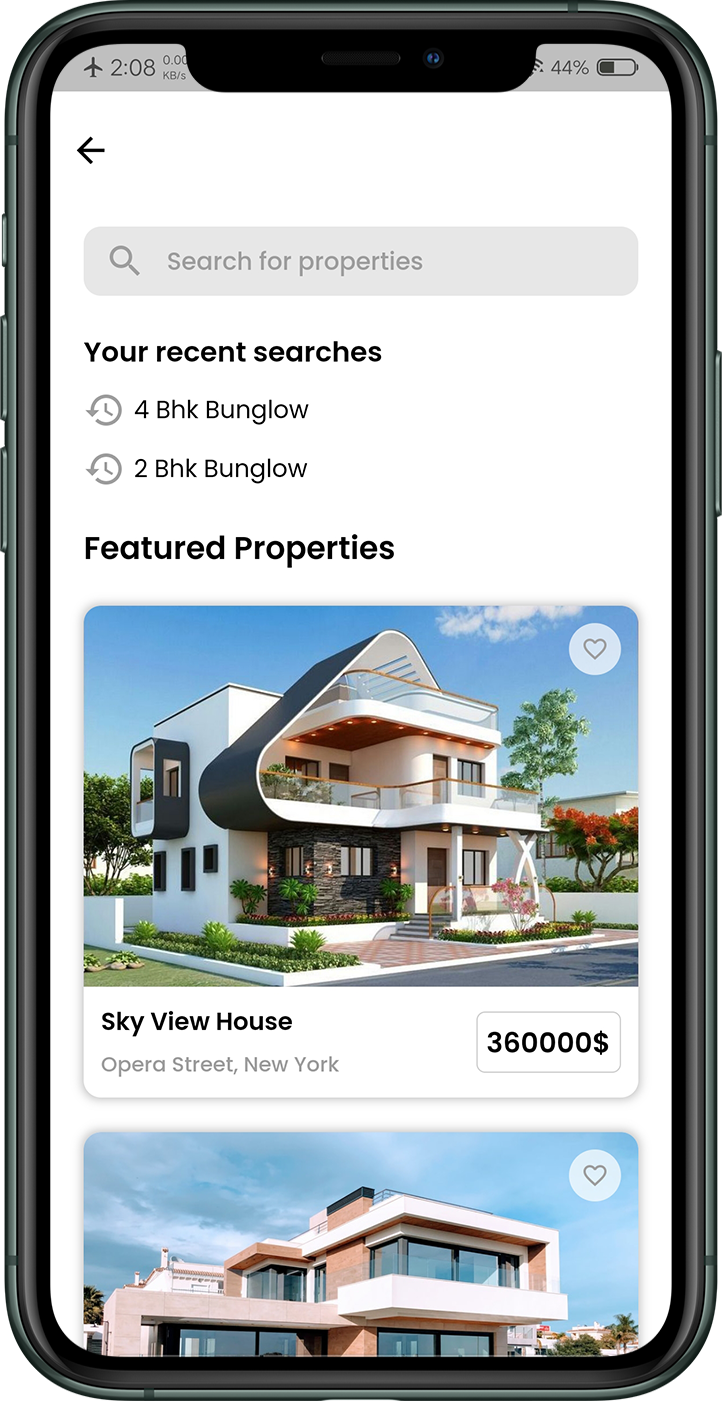 2:08 0.00 KB/s 44%
Search for properties
Your recent searches
4 Bhk Bunglow
2 Bhk Bunglow
Featured Properties
Sky View House
Opera Street, New York
360000$